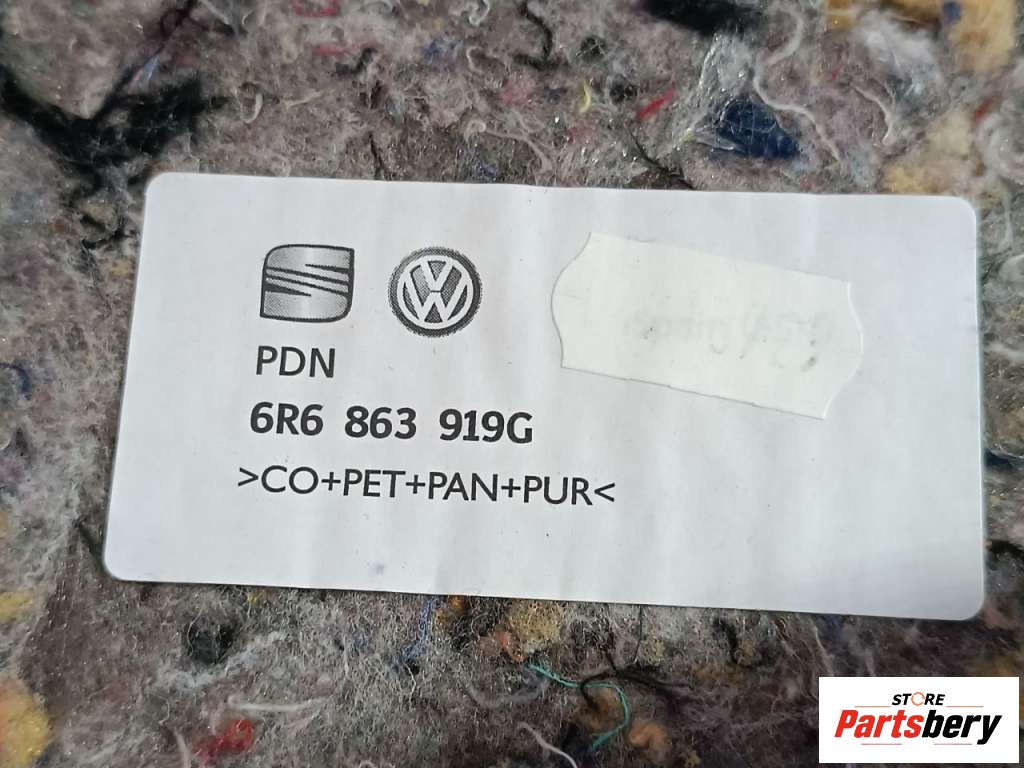 PDN
6R6 863 919G
>CO+PET+PAN+PUR<
STORE
Partsbery